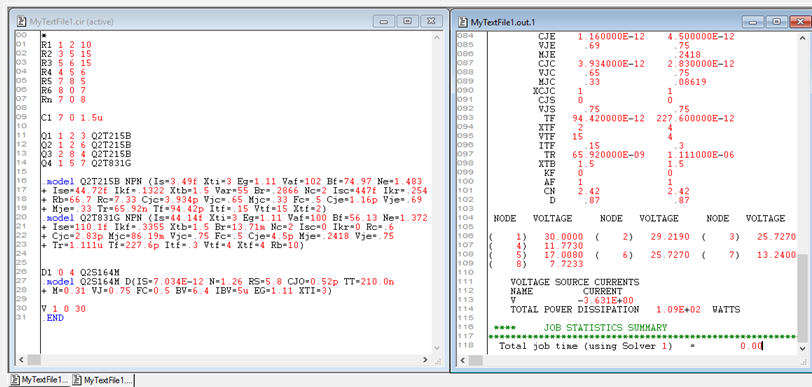 MyTextFile1.cir (active)
00 *
01 R1 1 2 10
02 R2 3 5 15
03 R3 5 6 15
04 R4 4 5 6
05 R5 7 8 5
06 R6 8 0 7
07 Rn 7 0 8
08
09 C1 7 0 1.5u
10
11 Q1 1 2 3 Q2T215B
12 Q2 1 2 6 Q2T215B
13 Q3 2 8 4 Q2T215B
14 Q4 1 5 7 Q2T831G
15
16 .model Q2T215B NPN (Is=3.49f Xti=3 Eg=1.11 Vaf=102 Bf=74.97 Ne=1.483
17 + Ise=44.72f Ikf=.1322 Xtb=1.5 Var=55 Br=.2866 Nc=2 Isc=447f Ikr=.254
18 + Rb=66.7 Rc=7.33 Cjc=3.934p Vjc=.65 Mjc=.33 Fc=.5 Cje=1.16p Vje=.69
19 + Mje=.33 Tr=65.92n Tf=94.42p Itf=.15 Vtf=15 Xtf=2)
20 .model Q2T831G NPN (Is=44.14f Xti=3 Eg=1.11 Vaf=100 Bf=56.13 Ne=1.372
21 + Ise=110.1f Ikf=.3355 Xtb=1.5 Br=13.71m Nc=2 Isc=0 Ikr=0 Rc=.6
22 + Cjc=2.83p Mjc=86.19m Vjc=.75 Fc=.5 Cje=4.5p Mje=.2418 Vje=.75
23 + Tr=1.111u Tf=227.6p Itf=.3 Vtf=4 Xtf=4 Rb=10)
24
25
26 D1 0 4 Q2S164M
27 .model Q2S164M D(IS=7.034E-12 N=1.26 RS=5.8 CJO=0.52p TT=210.0n
28 + M=0.31 VJ=0.75 FC=0.5 BV=6.4 IBV=5u EG=1.11 XTI=3)
29
30 V 1 0 30
31 .END
MyTextFile1.out.1
084 CJE 1.160000E-12 4.500000E-12
085 VJE .69 .75
086 MJE .2418
087 CJC 3.934000E-12 2.830000E-12
088 VJC .65 .75
089 MJC .33 .08619
090 XCJC 1 1
091 CJS 0 0
092 VJS .75 .75
093 TF 94.420000E-12 227.600000E-12
094 XTF 2 4
095 VTF 15 4
096 ITF .15 .3
097 TR 65.920000E-09 1.111000E-06
098 XTB 1.5 1.5
099 KF 0 0
100 AF 1 1
101 CN 2.42 2.42
102 D .87 .87
103
104 NODE VOLTAGE NODE VOLTAGE NODE VOLTAGE
105
106 ( 1) 30.0000 ( 2) 29.2190 ( 3) 25.7270
107 ( 4) 11.7730
108 ( 5) 17.0080 ( 6) 25.7270 ( 7) 13.2400
109 ( 8) 7.7233
110
111 VOLTAGE SOURCE CURRENTS
112 NAME CURRENT
113 V -3.631E+00
114 TOTAL POWER DISSIPATION 1.09E+02 WATTS
115
116 **** JOB STATISTICS SUMMARY
117 ****
118 Total job time (using Solver 1) = 0.00
MyTextFile1... MyTextFile1....